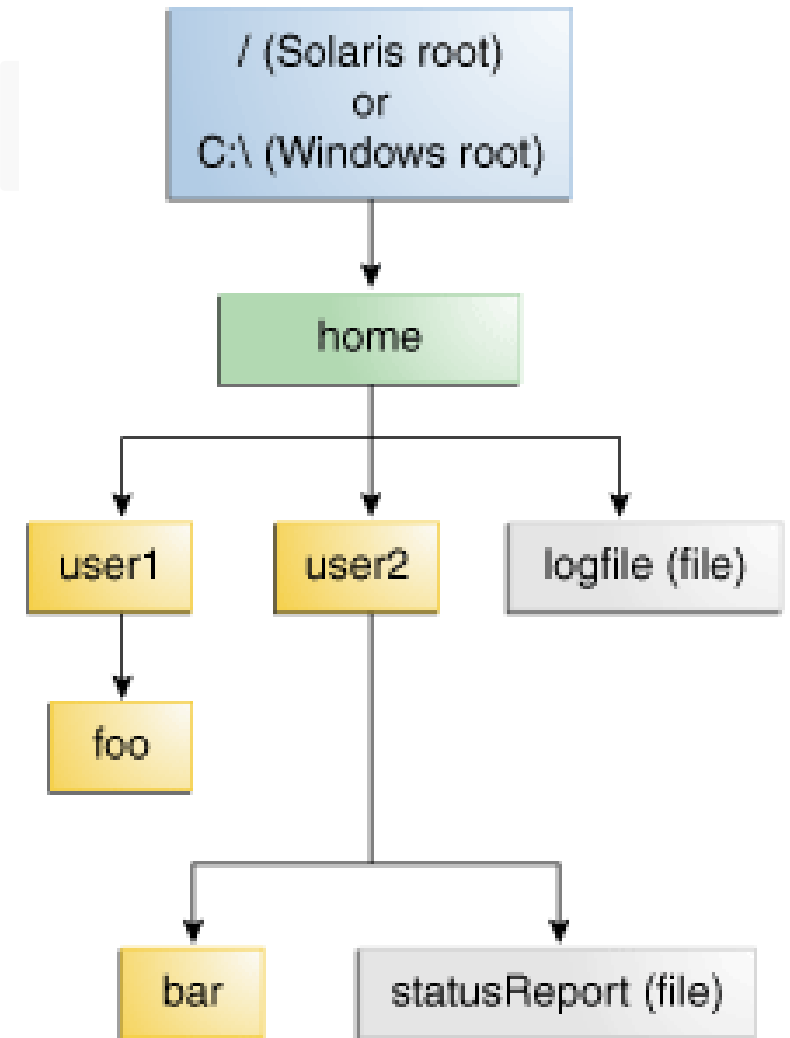 / (Solaris root)
or
C:\ (Windows root)
home
user1
user2
logfile (file)
foo
bar
statusReport (file)